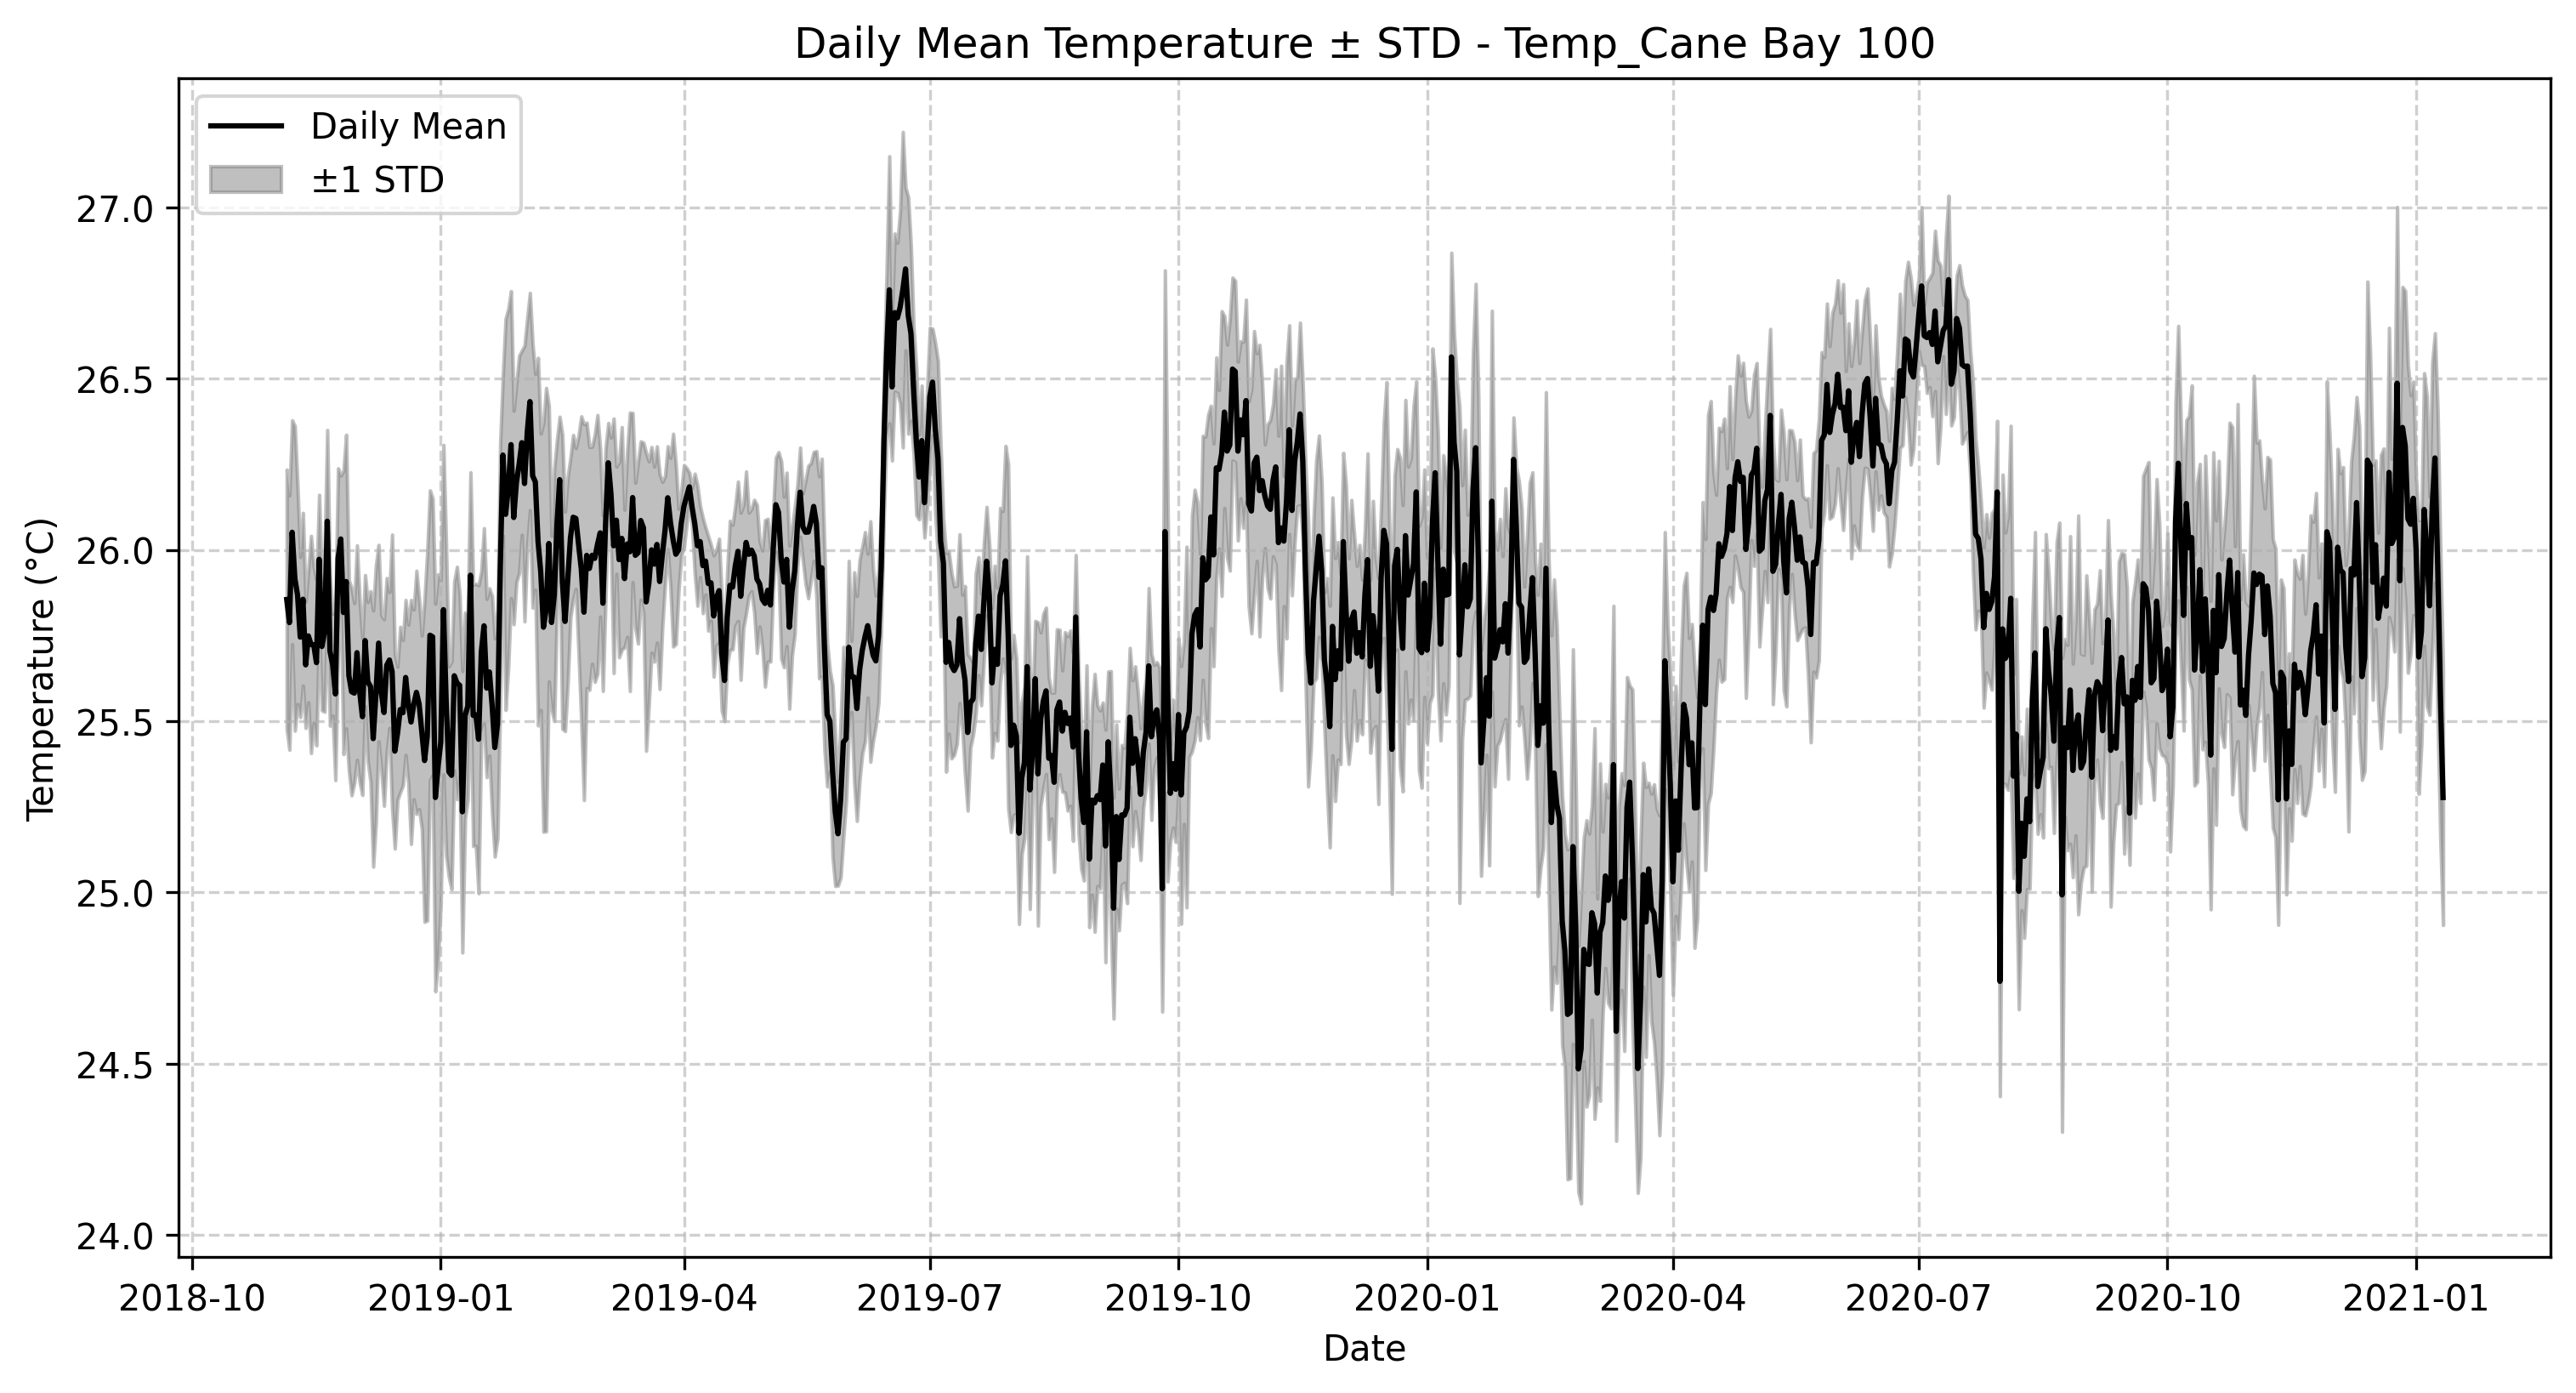 Daily Mean Temperature ± STD - Temp_Cane Bay 100
Daily Mean
±1 STD
27.0
26.5
26.0
25.5
25.0
24.5
24.0
Temperature (°C)
2018-10 2019-01 2019-04 2019-07 2019-10 2020-01 2020-04 2020-07 2020-10 2021-01
Date